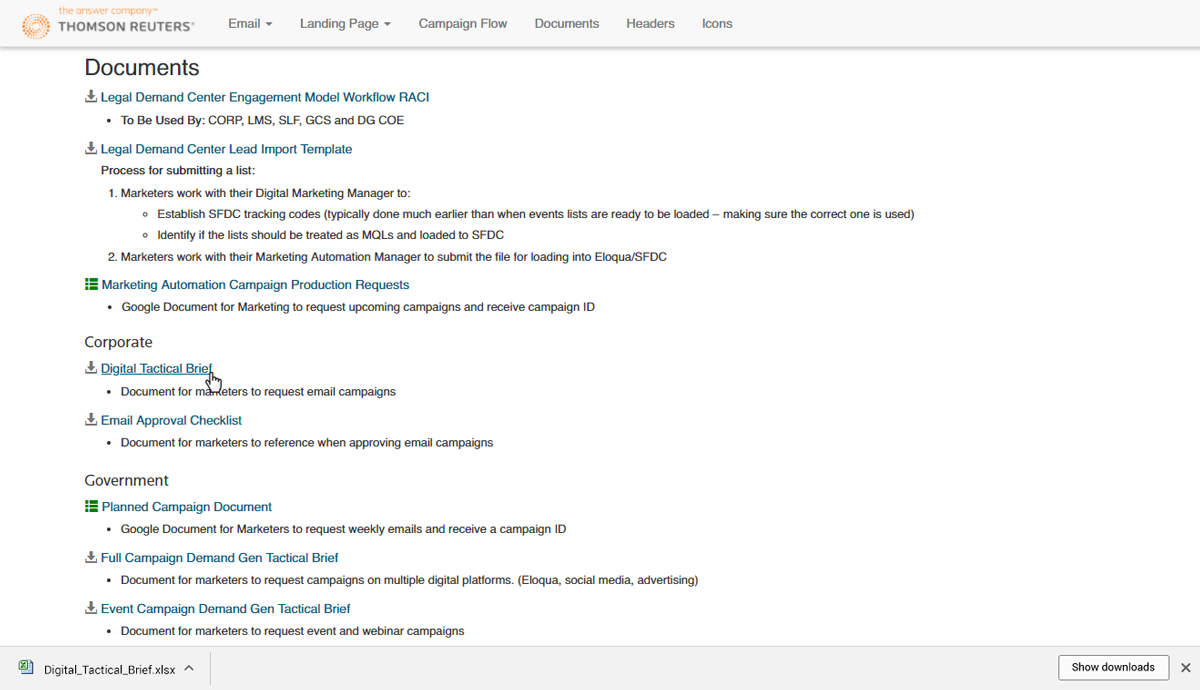 the answer company™
THOMSON REUTERS®
Email
Landing Page
Campaign Flow
Documents
Headers
Icons
Documents
Legal Demand Center Engagement Model Workflow RACI
• To Be Used By: CORP, LMS, SLF, GCS and DG COE
Legal Demand Center Lead Import Template
Process for submitting a list:
1. Marketers work with their Digital Marketing Manager to:
Establish SFDC tracking codes (typically done much earlier than when events lists are ready to be loaded – making sure the correct one is used)
Identify if the lists should be treated as MQLs and loaded to SFDC
2. Marketers work with their Marketing Automation Manager to submit the file for loading into Eloqua/SFDC
Marketing Automation Campaign Production Requests
• Google Document for Marketing to request upcoming campaigns and receive campaign ID
Corporate
Digital Tactical Brief
• Document for marketers to request email campaigns
Email Approval Checklist
• Document for marketers to reference when approving email campaigns
Government
Planned Campaign Document
• Google Document for Marketers to request weekly emails and receive a campaign ID
Full Campaign Demand Gen Tactical Brief
• Document for marketers to request campaigns on multiple digital platforms. (Eloqua, social media, advertising)
Event Campaign Demand Gen Tactical Brief
• Document for marketers to request event and webinar campaigns
Digital_Tactical_Brief.xlsx
Show downloads